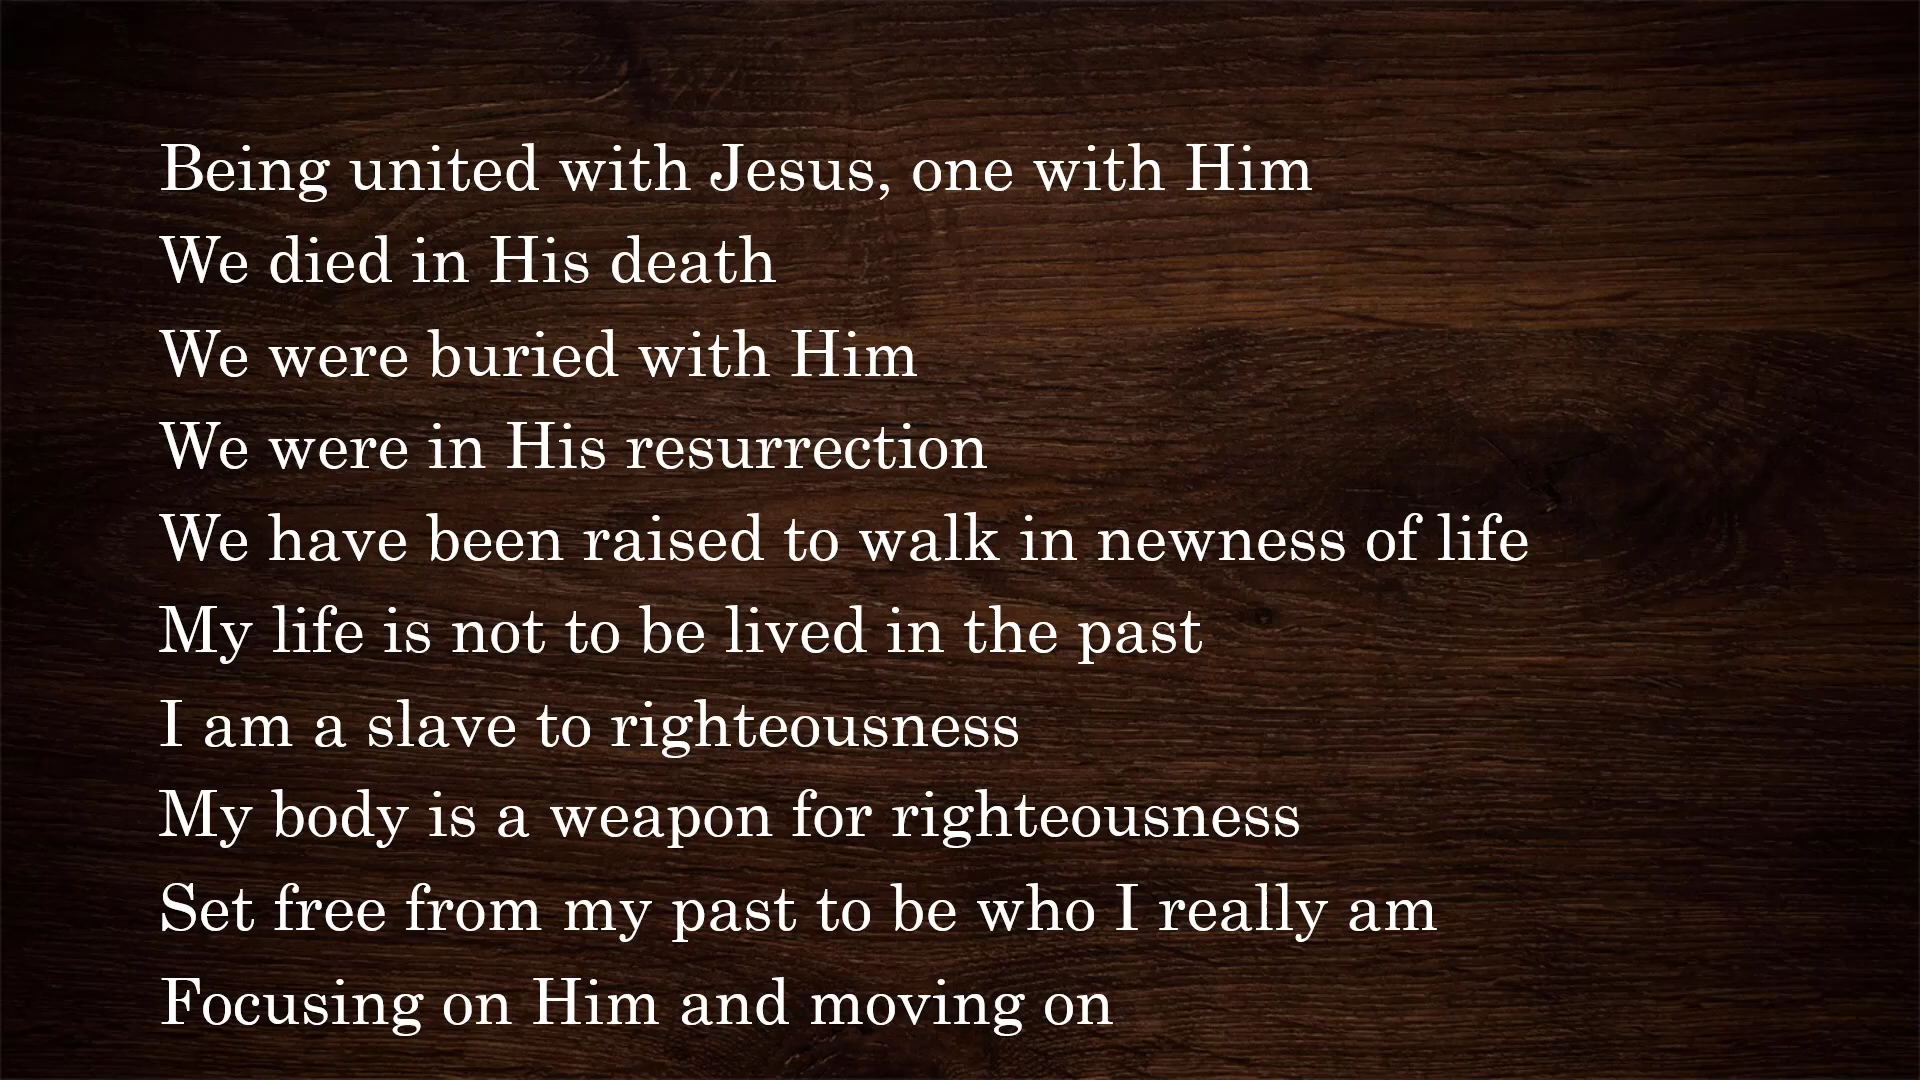 Being united with Jesus, one with Him
We died in His death
We were buried with Him
We were in His resurrection
We have been raised to walk in newness of life
My life is not to be lived in the past
I am a slave to righteousness
My body is a weapon for righteousness
Set free from my past to be who I really am
Focusing on Him and moving on